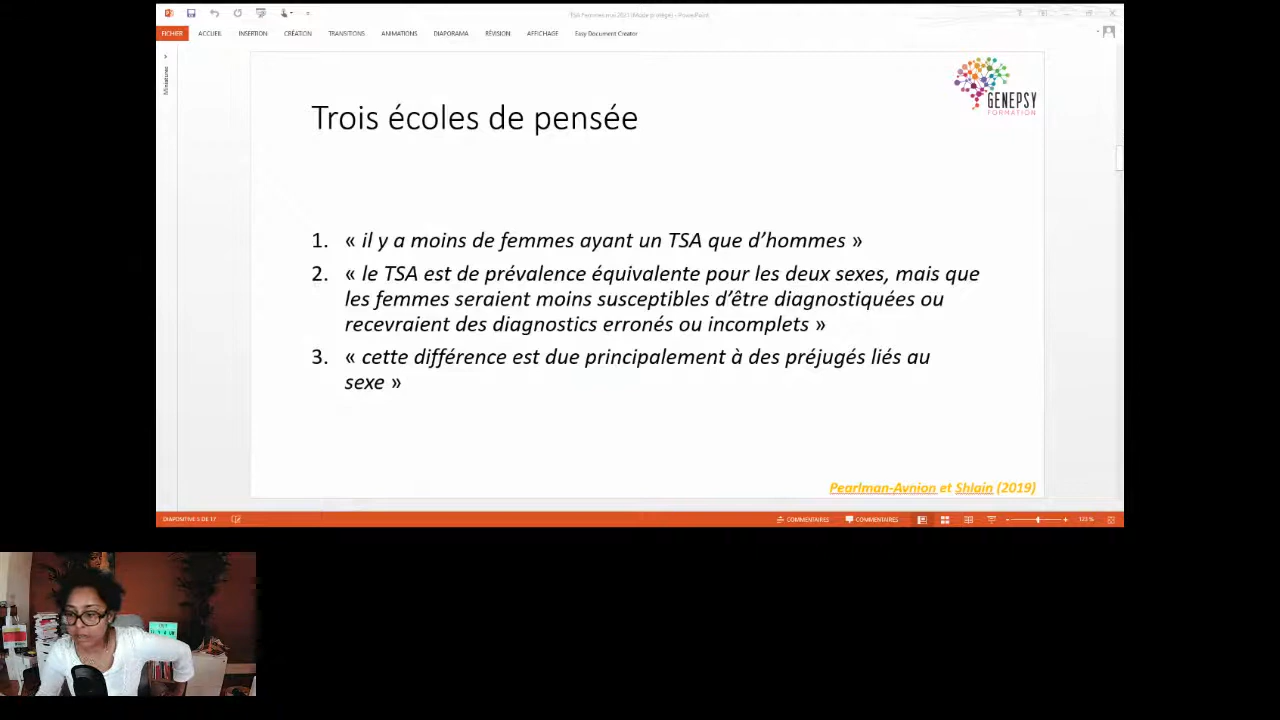 FICHIER ACCUEIL INSERTION CRÉATION TRANSITIONS ANIMATIONS DIAPORAMA RÉVISION AFFICHAGE Easy Document Creator
Miniatures
GENEPSY
FORMATION
Trois écoles de pensée
1. « il y a moins de femmes ayant un TSA que d’hommes »
2. « le TSA est de prévalence équivalente pour les deux sexes, mais que
les femmes seraient moins susceptibles d’être diagnostiquées ou
recevraient des diagnostics erronés ou incomplets »
3. « cette différence est due principalement à des préjugés liés au
sexe »
Pearlman-Avnion et Shlain (2019)
DIAPOSITIVE 5 DE 17 COMMENTAIRES COMMENTAIRES 123 %